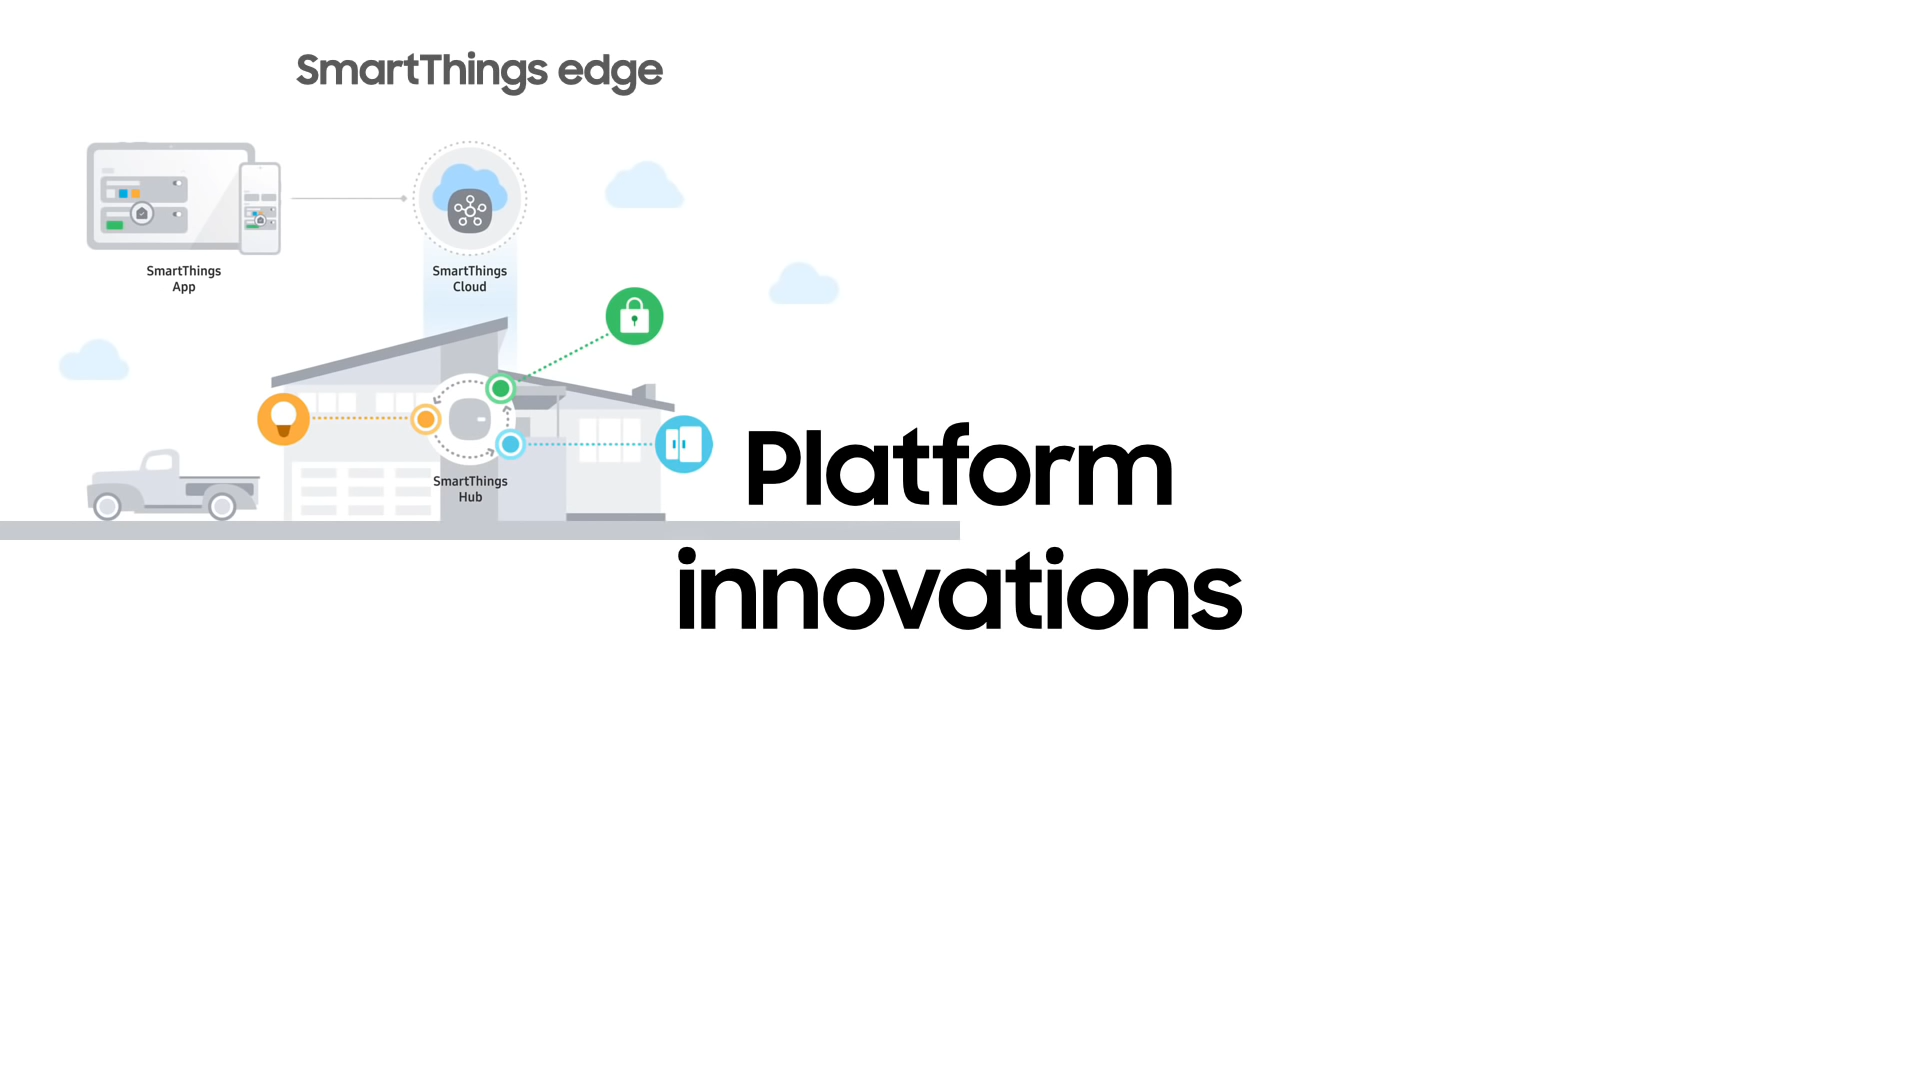 SmartThings edge
SmartThings
App
SmartThings
Cloud
SmartThings
Hub
Platform
innovations